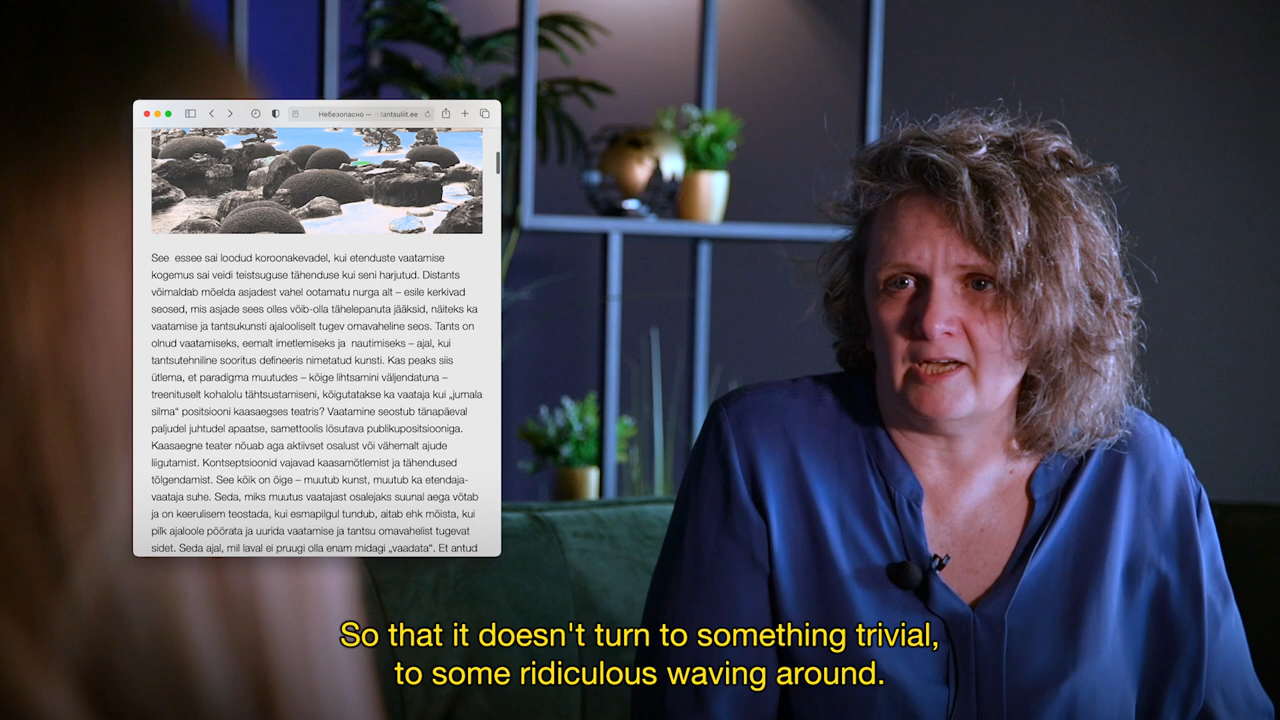 Небезопасно — tantsuliit.ee
See essee sai loodud koroonakevadel, kui etenduste vaatamise
kogemus sai veidi teistsuguse tähenduse kui seni harjutud. Distants
võimaldab mõelda asjadest vahel ootamatu nurga alt – esile kerkivad
seosed, mis asjade sees olles võib-olla tähelepanuta jääksid, näiteks ka
vaatamise ja tantsukunsti ajalooliselt tugev omavaheline seos. Tants on
olnud vaatamiseks, eemalt imetlemiseks ja nautimiseks – ajal, kui
tantsutehniline sooritus defineeris nimetatud kunsti. Kas peaks siis
ütlema, et paradigma muutudes – kõige lihtsamini väljendatuna –
treenituselt kohalolu tähtsustamiseni, kõigutatakse ka vaataja kui „jumala
silma“ positsiooni kaasaegses teatris? Vaatamine seostub tänapäeval
paljudel juhtudel apaatse, samettoolis lösutava publikupositsiooniga.
Kaasaegne teater nõuab aga aktiivset osalust või vähemalt ajude
liigutamist. Kontseptsioonid vajavad kaasamõtlemist ja tähendused
tõlgendamist. See kõik on õige – muutub kunst, muutub ka etendaja-
vaataja suhe. Seda, miks muutus vaatajast osalejaks suunal aega võtab
ja on keerulisem teostada, kui esmapilgul tundub, aitab ehk mõista, kui
pilk ajaloole pöörata ja uurida vaatamise ja tantsu omavahelist tugevat
sidet. Seda ajal, mil laval ei pruugi olla enam midagi „vaadata“. Et antud
So that it doesn't turn to something trivial,
to some ridiculous waving around.